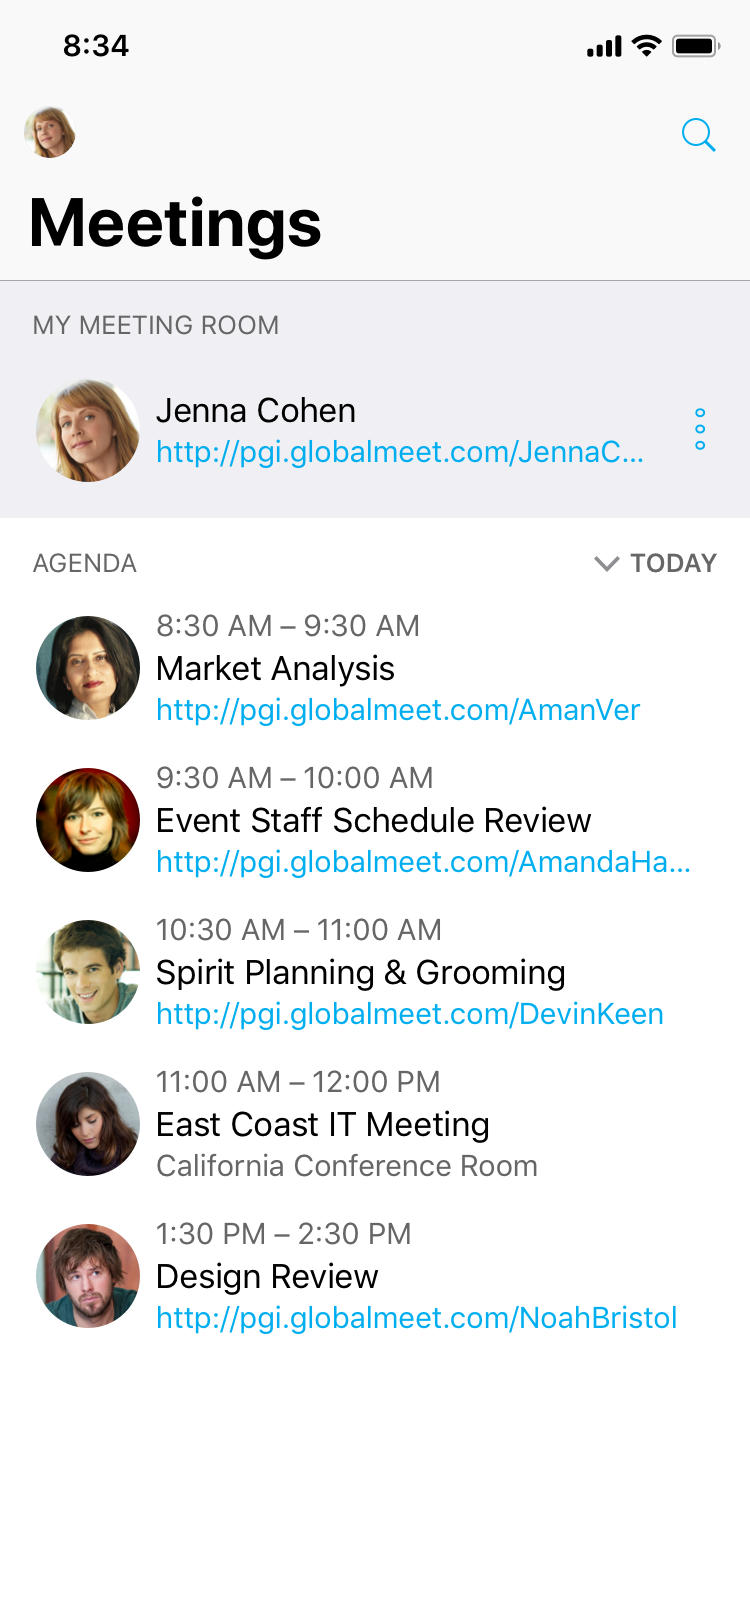 8:34
Meetings
MY MEETING ROOM
Jenna Cohen
http://pgi.globalmeet.com/JennaC...
AGENDA
TODAY
8:30 AM – 9:30 AM
Market Analysis
http://pgi.globalmeet.com/AmanVer
9:30 AM – 10:00 AM
Event Staff Schedule Review
http://pgi.globalmeet.com/AmandaHa...
10:30 AM – 11:00 AM
Spirit Planning & Grooming
http://pgi.globalmeet.com/DevinKeen
11:00 AM – 12:00 PM
East Coast IT Meeting
California Conference Room
1:30 PM – 2:30 PM
Design Review
http://pgi.globalmeet.com/NoahBristol